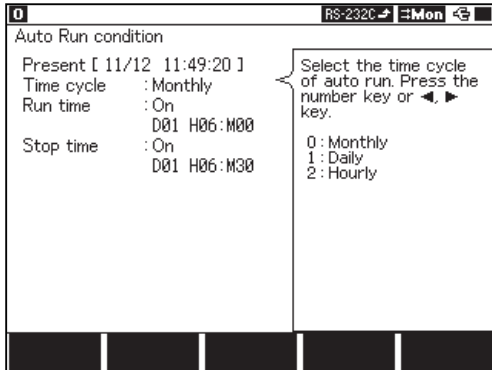 0 RS-232C Mon
Auto Run condition
Present [ 11/12 11:49:20 ]
Time cycle : Monthly
Run time : On
D01 H06:M00
Stop time : On
D01 H06:M30
Select the time cycle
of auto run. Press the
number key or ◀, ▶
key.
0 : Monthly
1 : Daily
2 : Hourly